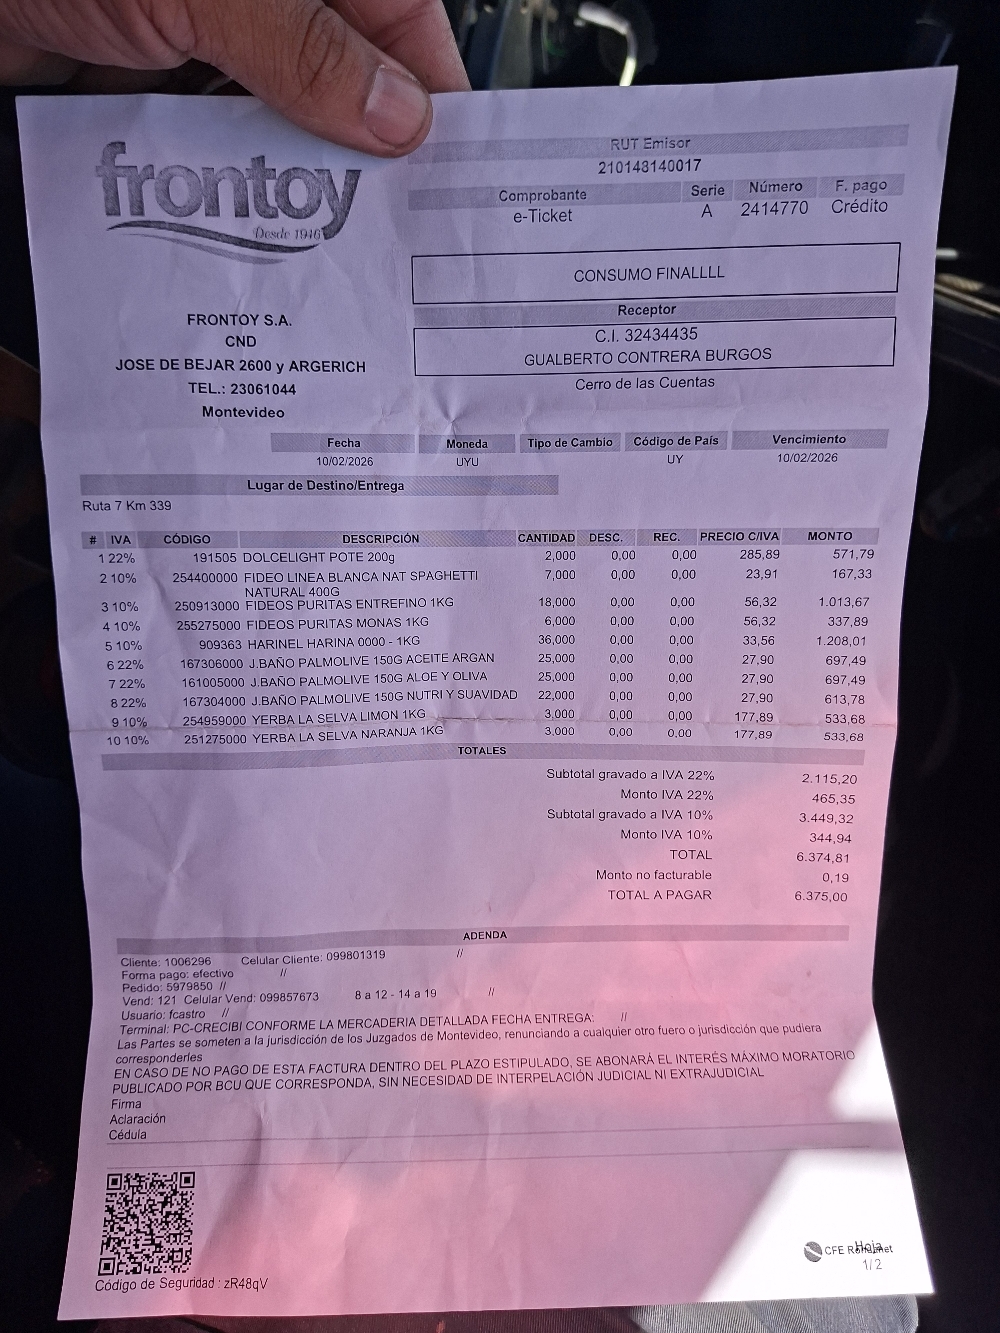 frontoy
Desde 1946
RUT Emisor
210148140017
Comprobante Serie Número F. pago
e-Ticket A 2414770 Crédito
CONSUMO FINALLLL
Receptor
C.I. 32434435
GUALBERTO CONTRERA BURGOS
Cerro de las Cuentas
FRONTOY S.A.
CND
JOSE DE BEJAR 2600 y ARGERICH
TEL.: 23061044
Montevideo
Fecha Moneda Tipo de Cambio Código de País Vencimiento
10/02/2026 UYU UY 10/02/2026
Lugar de Destino/Entrega
Ruta 7 Km 339
# IVA CÓDIGO DESCRIPCIÓN CANTIDAD DESC. REC. PRECIO C/IVA MONTO
1 22% 191505 DOLCELIGHT POTE 200g 2,000 0,00 0,00 285,89 571,79
2 10% 254400000 FIDEO LINEA BLANCA NAT SPAGHETTI 7,000 0,00 0,00 23,91 167,33
NATURAL 400G
3 10% 250913000 FIDEOS PURITAS ENTREFINO 1KG 18,000 0,00 0,00 56,32 1.013,67
4 10% 255275000 FIDEOS PURITAS MONAS 1KG 6,000 0,00 0,00 56,32 337,89
5 10% 909363 HARINEL HARINA 0000 - 1KG 36,000 0,00 0,00 33,56 1.208,01
6 22% 167306000 J.BAÑO PALMOLIVE 150G ACEITE ARGAN 25,000 0,00 0,00 27,90 697,49
7 22% 161005000 J.BAÑO PALMOLIVE 150G ALOE Y OLIVA 25,000 0,00 0,00 27,90 697,49
8 22% 167304000 J.BAÑO PALMOLIVE 150G NUTRI Y SUAVIDAD 22,000 0,00 0,00 27,90 613,78
9 10% 254959000 YERBA LA SELVA LIMON 1KG 3,000 0,00 0,00 177,89 533,68
10 10% 251275000 YERBA LA SELVA NARANJA 1KG 3,000 0,00 0,00 177,89 533,68
TOTALES
Subtotal gravado a IVA 22% 2.115,20
Monto IVA 22% 465,35
Subtotal gravado a IVA 10% 3.449,32
Monto IVA 10% 344,94
TOTAL 6.374,81
Monto no facturable 0,19
TOTAL A PAGAR 6.375,00
ADENDA
Cliente: 1006296 Celular Cliente: 099801319 //
Forma pago: efectivo //
Pedido: 5979850 //
Vend: 121 Celular Vend: 099857673 8 a 12 - 14 a 19 //
Usuario: fcastro //
Terminal: PC-CRECIBI CONFORME LA MERCADERIA DETALLADA FECHA ENTREGA: //
Las Partes se someten a la jurisdicción de los Juzgados de Montevideo, renunciando a cualquier otro fuero o jurisdicción que pudiera
corresponderles
EN CASO DE NO PAGO DE ESTA FACTURA DENTRO DEL PLAZO ESTIPULADO, SE ABONARÁ EL INTERÉS MÁXIMO MORATORIO
PUBLICADO POR BCU QUE CORRESPONDA, SIN NECESIDAD DE INTERPELACIÓN JUDICIAL NI EXTRAJUDICIAL
Firma
Aclaración
Cédula
Código de Seguridad : zR48qV
CFE
Hoja
1/2